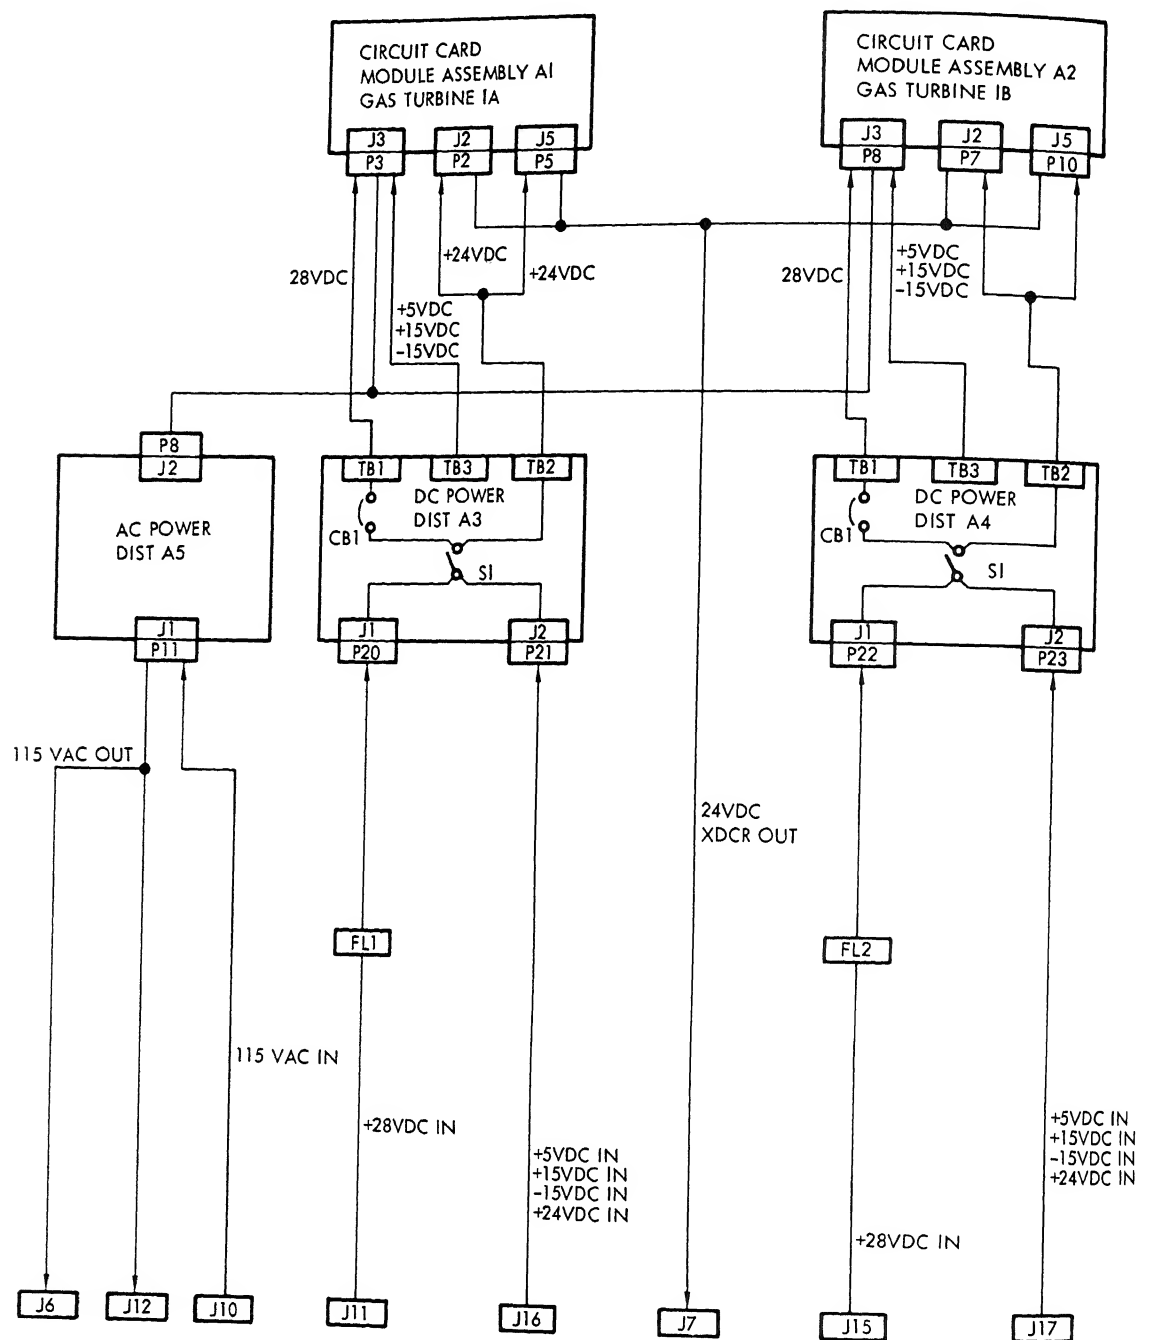 CIRCUIT CARD
MODULE ASSEMBLY A1
GAS TURBINE 1A
J3
P3
J2
P2
J5
P5
CIRCUIT CARD
MODULE ASSEMBLY A2
GAS TURBINE 1B
J3
P8
J2
P7
J5
P10
28VDC
+24VDC
+24VDC
+5VDC
+15VDC
-15VDC
28VDC
+5VDC
+15VDC
-15VDC
P8
J2
AC POWER
DIST A5
J1
P11
TB1
TB3
TB2
DC POWER
DIST A3
CB1
S1
J1
P20
J2
P21
TB1
TB3
TB2
DC POWER
DIST A4
CB1
S1
J1
P22
J2
P23
115 VAC OUT
24VDC
XDCR OUT
FL1
FL2
115 VAC IN
+28VDC IN
+5VDC IN
+15VDC IN
-15VDC IN
+24VDC IN
+5VDC IN
+15VDC IN
-15VDC IN
+24VDC IN
+28VDC IN
J6
J12
J10
J11
J16
J7
J15
J17